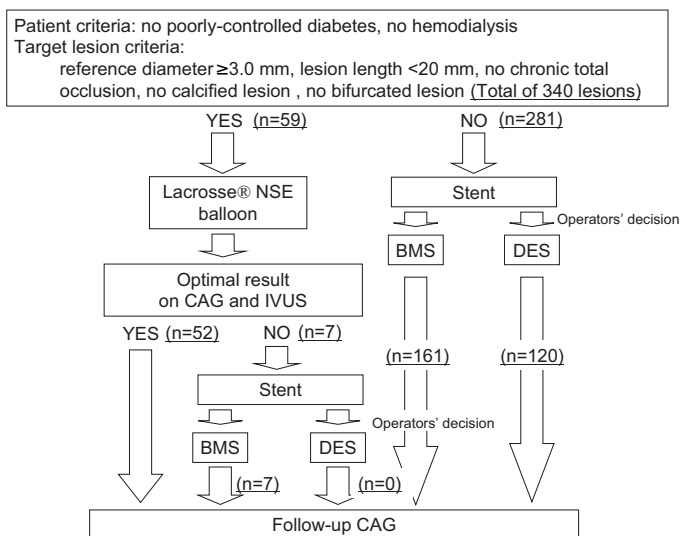 Patient criteria: no poorly-controlled diabetes, no hemodialysis
Target lesion criteria:
reference diameter≥3.0 mm, lesion length <20 mm, no chronic total
occlusion, no calcified lesion , no bifurcated lesion (Total of 340 lesions)
YES (n=59)
NO (n=281)
Lacrosse® NSE
balloon
Stent
Operators' decision
BMS
DES
Optimal result
on CAG and IVUS
YES (n=52)
NO (n=7)
(n=161)
(n=120)
Stent
Operators' decision
BMS
DES
(n=7)
(n=0)
Follow-up CAG